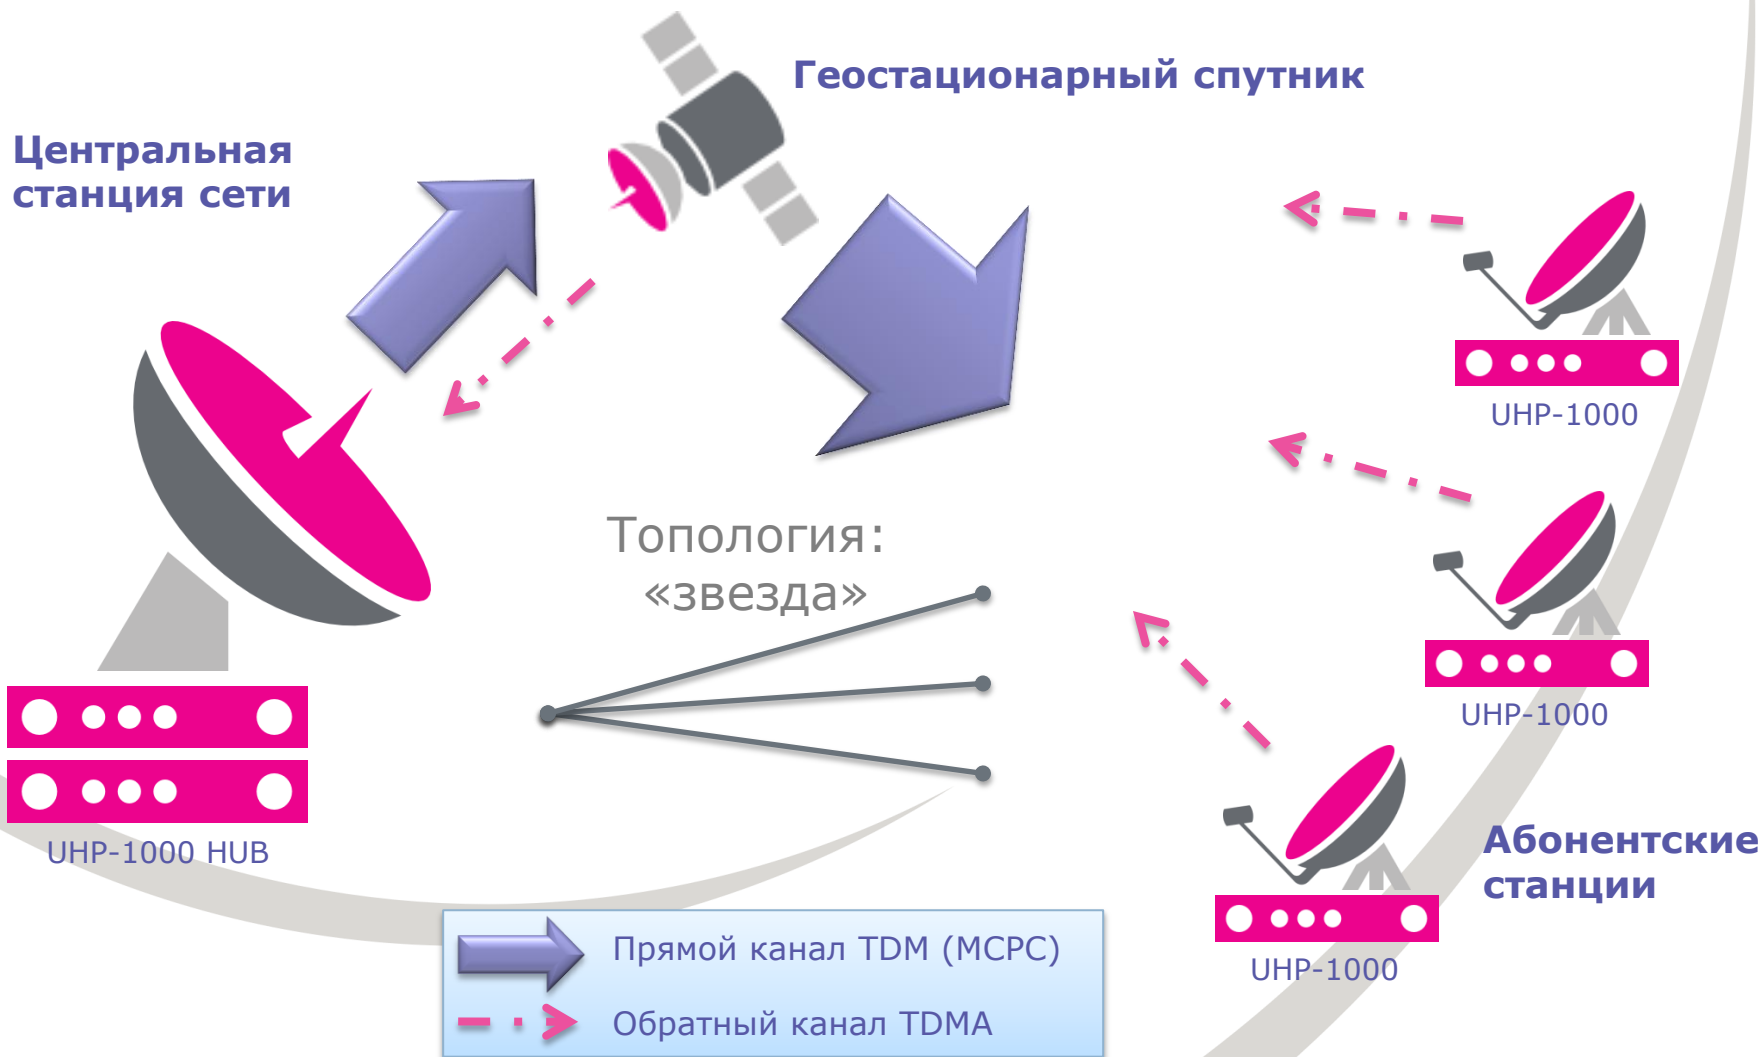 Геостационарный спутник
Центральная
станция сети
UHP-1000
Топология:
«звезда»
UHP-1000
UHP-1000 HUB
Абонентские
станции
UHP-1000
Прямой канал TDM (MCPC)
Обратный канал TDMA